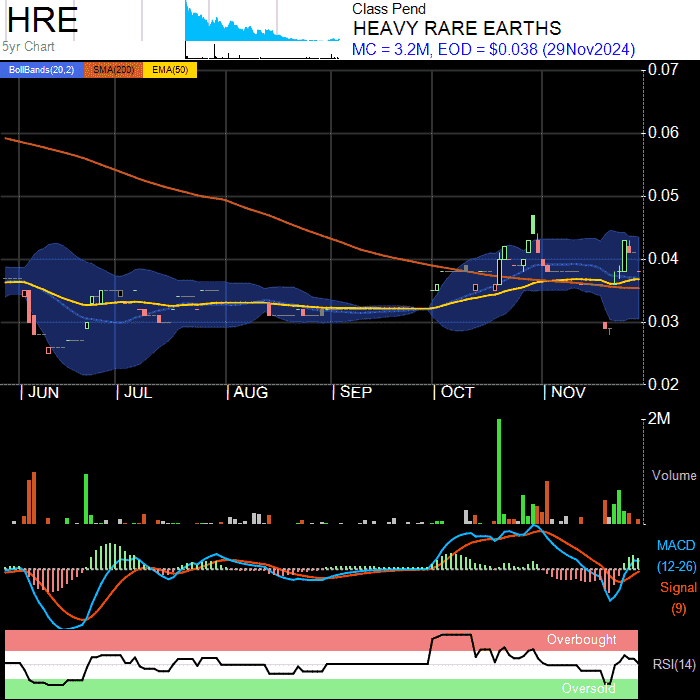 HRE
5yr Chart
Class Pend
HEAVY RARE EARTHS
MC = 3.2M, EOD = $0.038 (29Nov2024)
BollBands(20,2) SMA(200) EMA(50)
0.07
0.06
0.05
0.04
0.03
0.02
JUN JUL AUG SEP OCT NOV
2M
Volume
MACD
(12-26)
Signal
(9)
Overbought
RSI(14)
Oversold